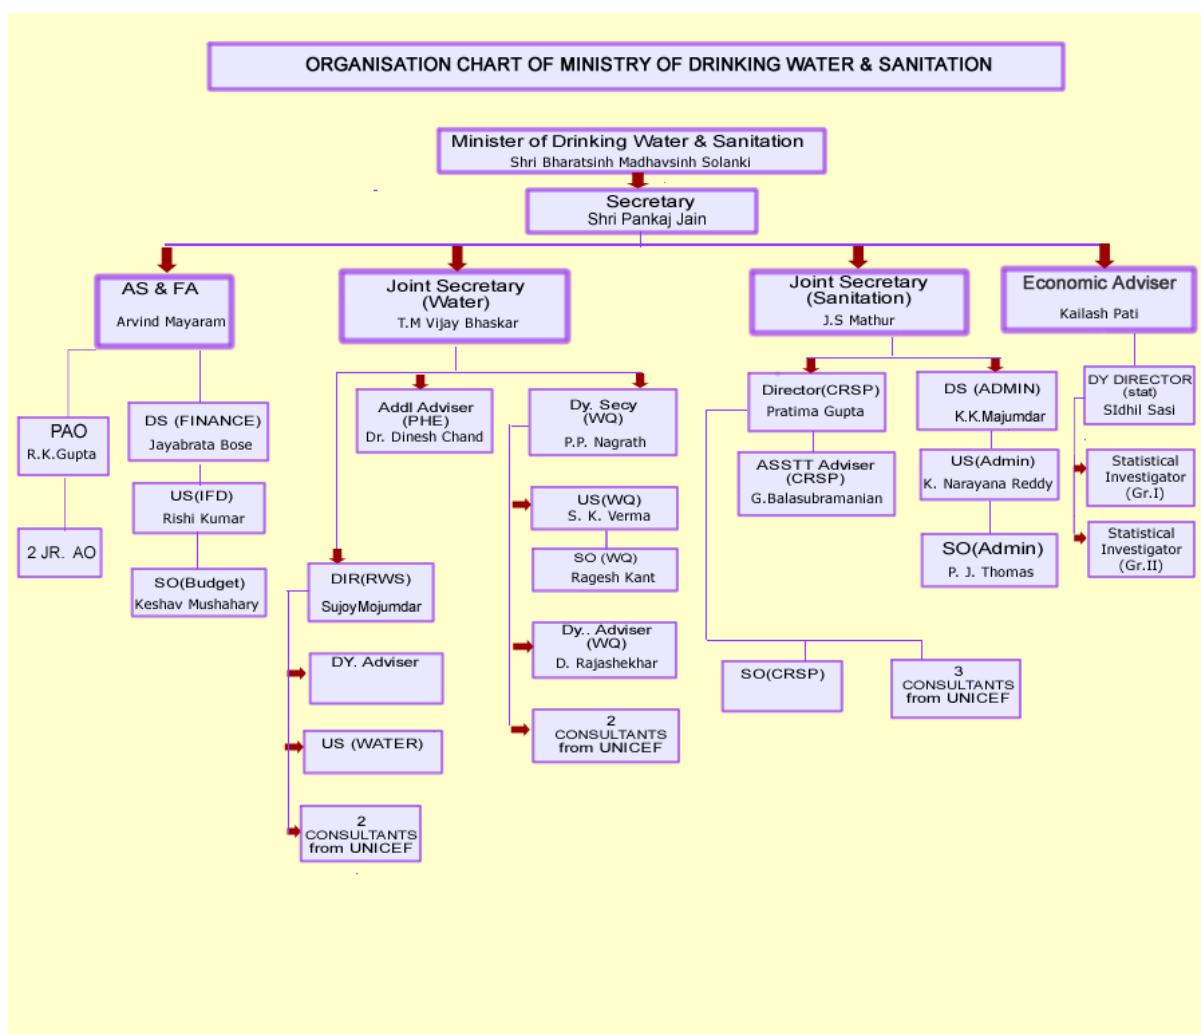 ORGANISATION CHART OF MINISTRY OF DRINKING WATER & SANITATION
Minister of Drinking Water & Sanitation
Shri Bharatsinh Madhavsinh Solanki
Secretary
Shri Pankaj Jain
AS & FA
Arvind Mayaram
Joint Secretary
(Water)
T.M Vijay Bhaskar
Joint Secretary
(Sanitation)
J.S Mathur
Economic Adviser
Kailash Pati
PAO
R.K.Gupta
2 JR. AO
DS (FINANCE)
Jayabrata Bose
US(IFD)
Rishi Kumar
SO(Budget)
Keshav Mushahary
DIR(RWS)
SujoyMojumdar
DY. Adviser
US (WATER)
2
CONSULTANTS
from UNICEF
Addl Adviser
(PHE)
Dr. Dinesh Chand
Dy. Secy
(WQ)
P.P. Nagrath
US(WQ)
S. K. Verma
SO (WQ)
Ragesh Kant
Dy.. Adviser
(WQ)
D. Rajashekhar
2
CONSULTANTS
from UNICEF
Director(CRSP)
Pratima Gupta
ASSTT Adviser
(CRSP)
G.Balasubramanian
SO(CRSP)
3
CONSULTANTS
from UNICEF
DS (ADMIN)
K.K.Majumdar
US(Admin)
K. Narayana Reddy
SO(Admin)
P. J. Thomas
DY DIRECTOR
(stat)
SIdhil Sasi
Statistical
Investigator
(Gr.I)
Statistical
Investigator
(Gr.II)